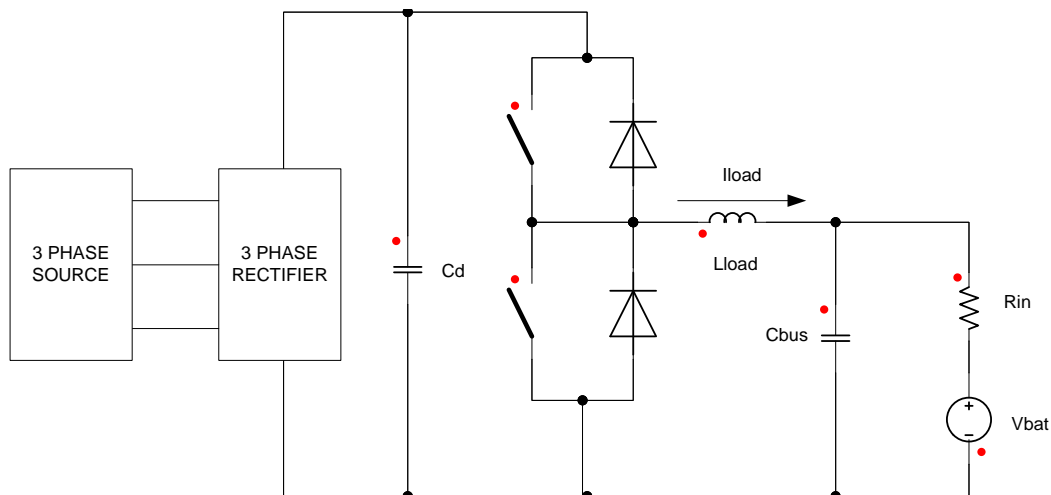 3 PHASE
SOURCE
3 PHASE
RECTIFIER
Cd
Iload
Lload
Cbus
Rin
+
−
Vbat